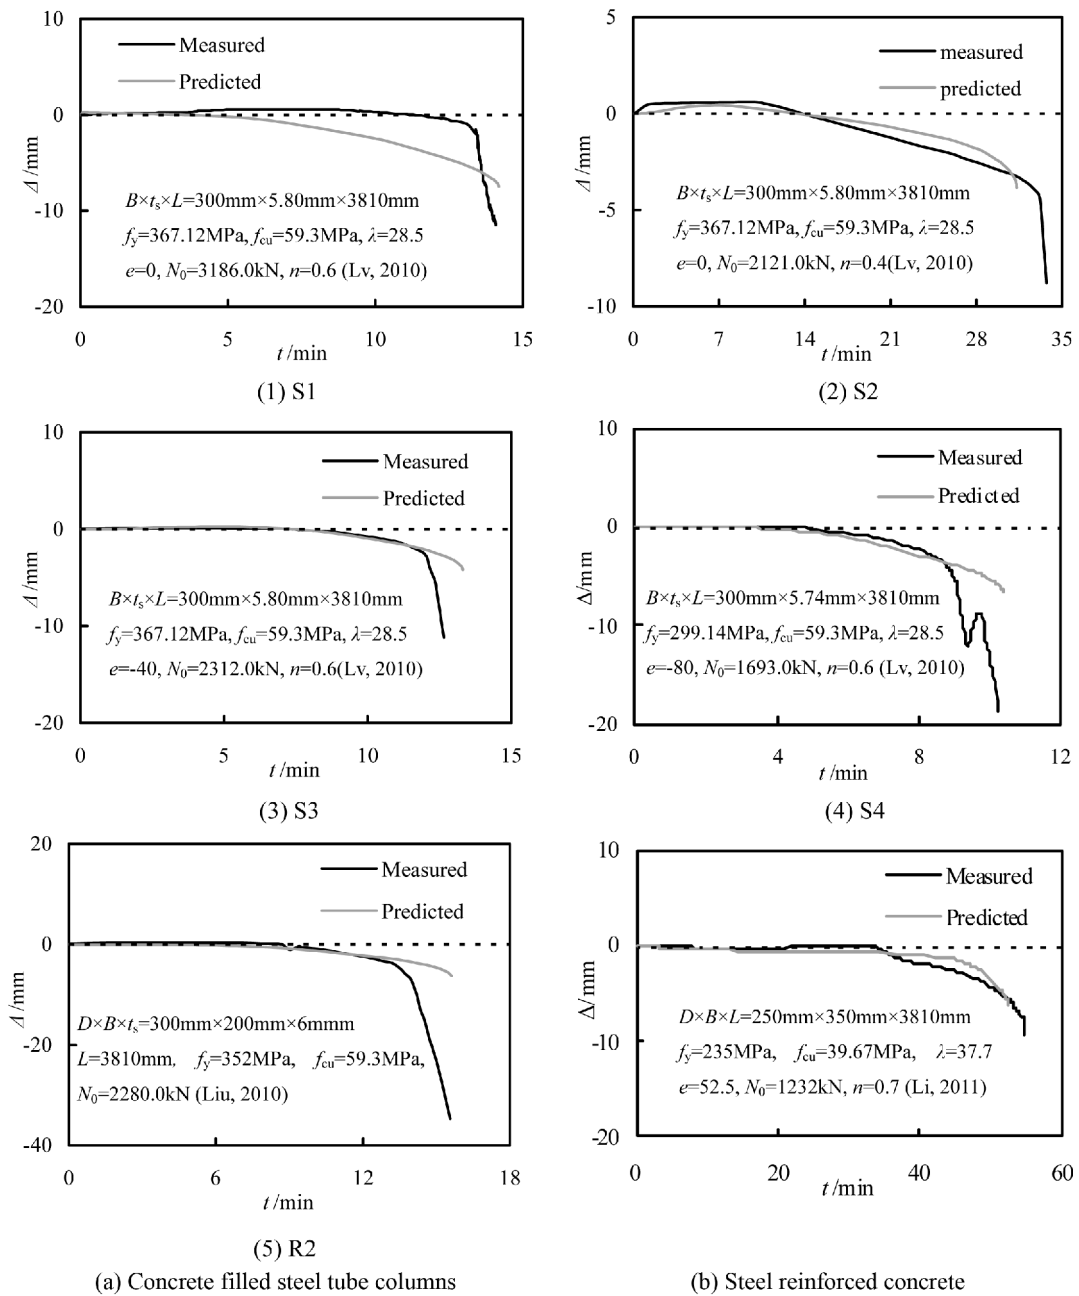 10
Measured
Predicted
0
-10
-20
Δ/mm
B×ts×L=300mm×5.80mm×3810mm
fy=367.12MPa, fcu=59.3MPa, λ=28.5
e=0, N0=3186.0kN, n=0.6 (Lv, 2010)
0 5 10 15
t /min
(1) S1
5
measured
predicted
0
-5
-10
Δ/mm
B×ts×L=300mm×5.80mm×3810mm
fy=367.12MPa, fcu=59.3MPa, λ=28.5
e=0, N0=2121.0kN, n=0.4(Lv, 2010)
0 7 14 21 28 35
t /min
(2) S2
10
Measured
Predicted
0
-10
-20
Δ/mm
B×ts×L=300mm×5.80mm×3810mm
fy=367.12MPa, fcu=59.3MPa, λ=28.5
e=-40, N0=2312.0kN, n=0.6(Lv, 2010)
0 5 10 15
t /min
(3) S3
10
Measured
Predicted
0
-10
-20
Δ/mm
B×ts×L=300mm×5.74mm×3810mm
fy=299.14MPa, fcu=59.3MPa, λ=28.5
e=-80, N0=1693.0kN, n=0.6 (Lv, 2010)
0 4 8 12
t /min
(4) S4
20
Measured
Predicted
0
-20
-40
Δ/mm
D×B×ts=300mm×200mm×6mmm
L=3810mm, fy=352MPa, fcu=59.3MPa,
N0=2280.0kN (Liu, 2010)
0 6 12 18
t /min
(5) R2
(a) Concrete filled steel tube columns
10
Measured
Predicted
0
-10
-20
Δ/mm
D×B×L=250mm×350mm×3810mm
fy=235MPa, fcu=39.67MPa, λ=37.7
e=52.5, N0=1232kN, n=0.7 (Li, 2011)
0 20 40 60
t /min
(b) Steel reinforced concrete